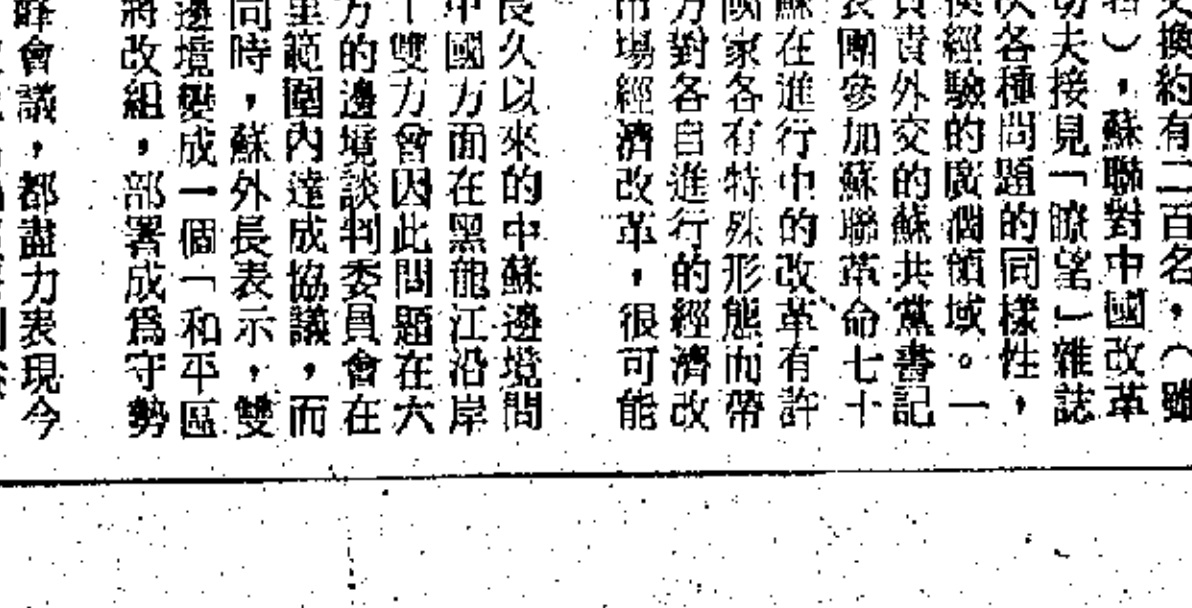 換約有二百名,(雖
),蘇聯對中國改革
切夫接見「瞭望」雜誌
次各種問題的同樣性,
換經驗的廣濶領域。一
負責外交的蘇共黨書記
表團參加蘇聯革命七十
蘇在進行中的改革有許
國家各有特殊形態而帶
方對各自進行的經濟改
市場經濟改革,很可能
長久以來的中蘇邊境問
中國方面在黑龍江沿岸
十雙方會因此問題在六
方的邊境談判委員會在
里範圍內達成協議,而
同時,蘇外長表示,雙
邊境變成一個「和平區
將改組,部署成爲守勢
峰會議,都盡力表現今